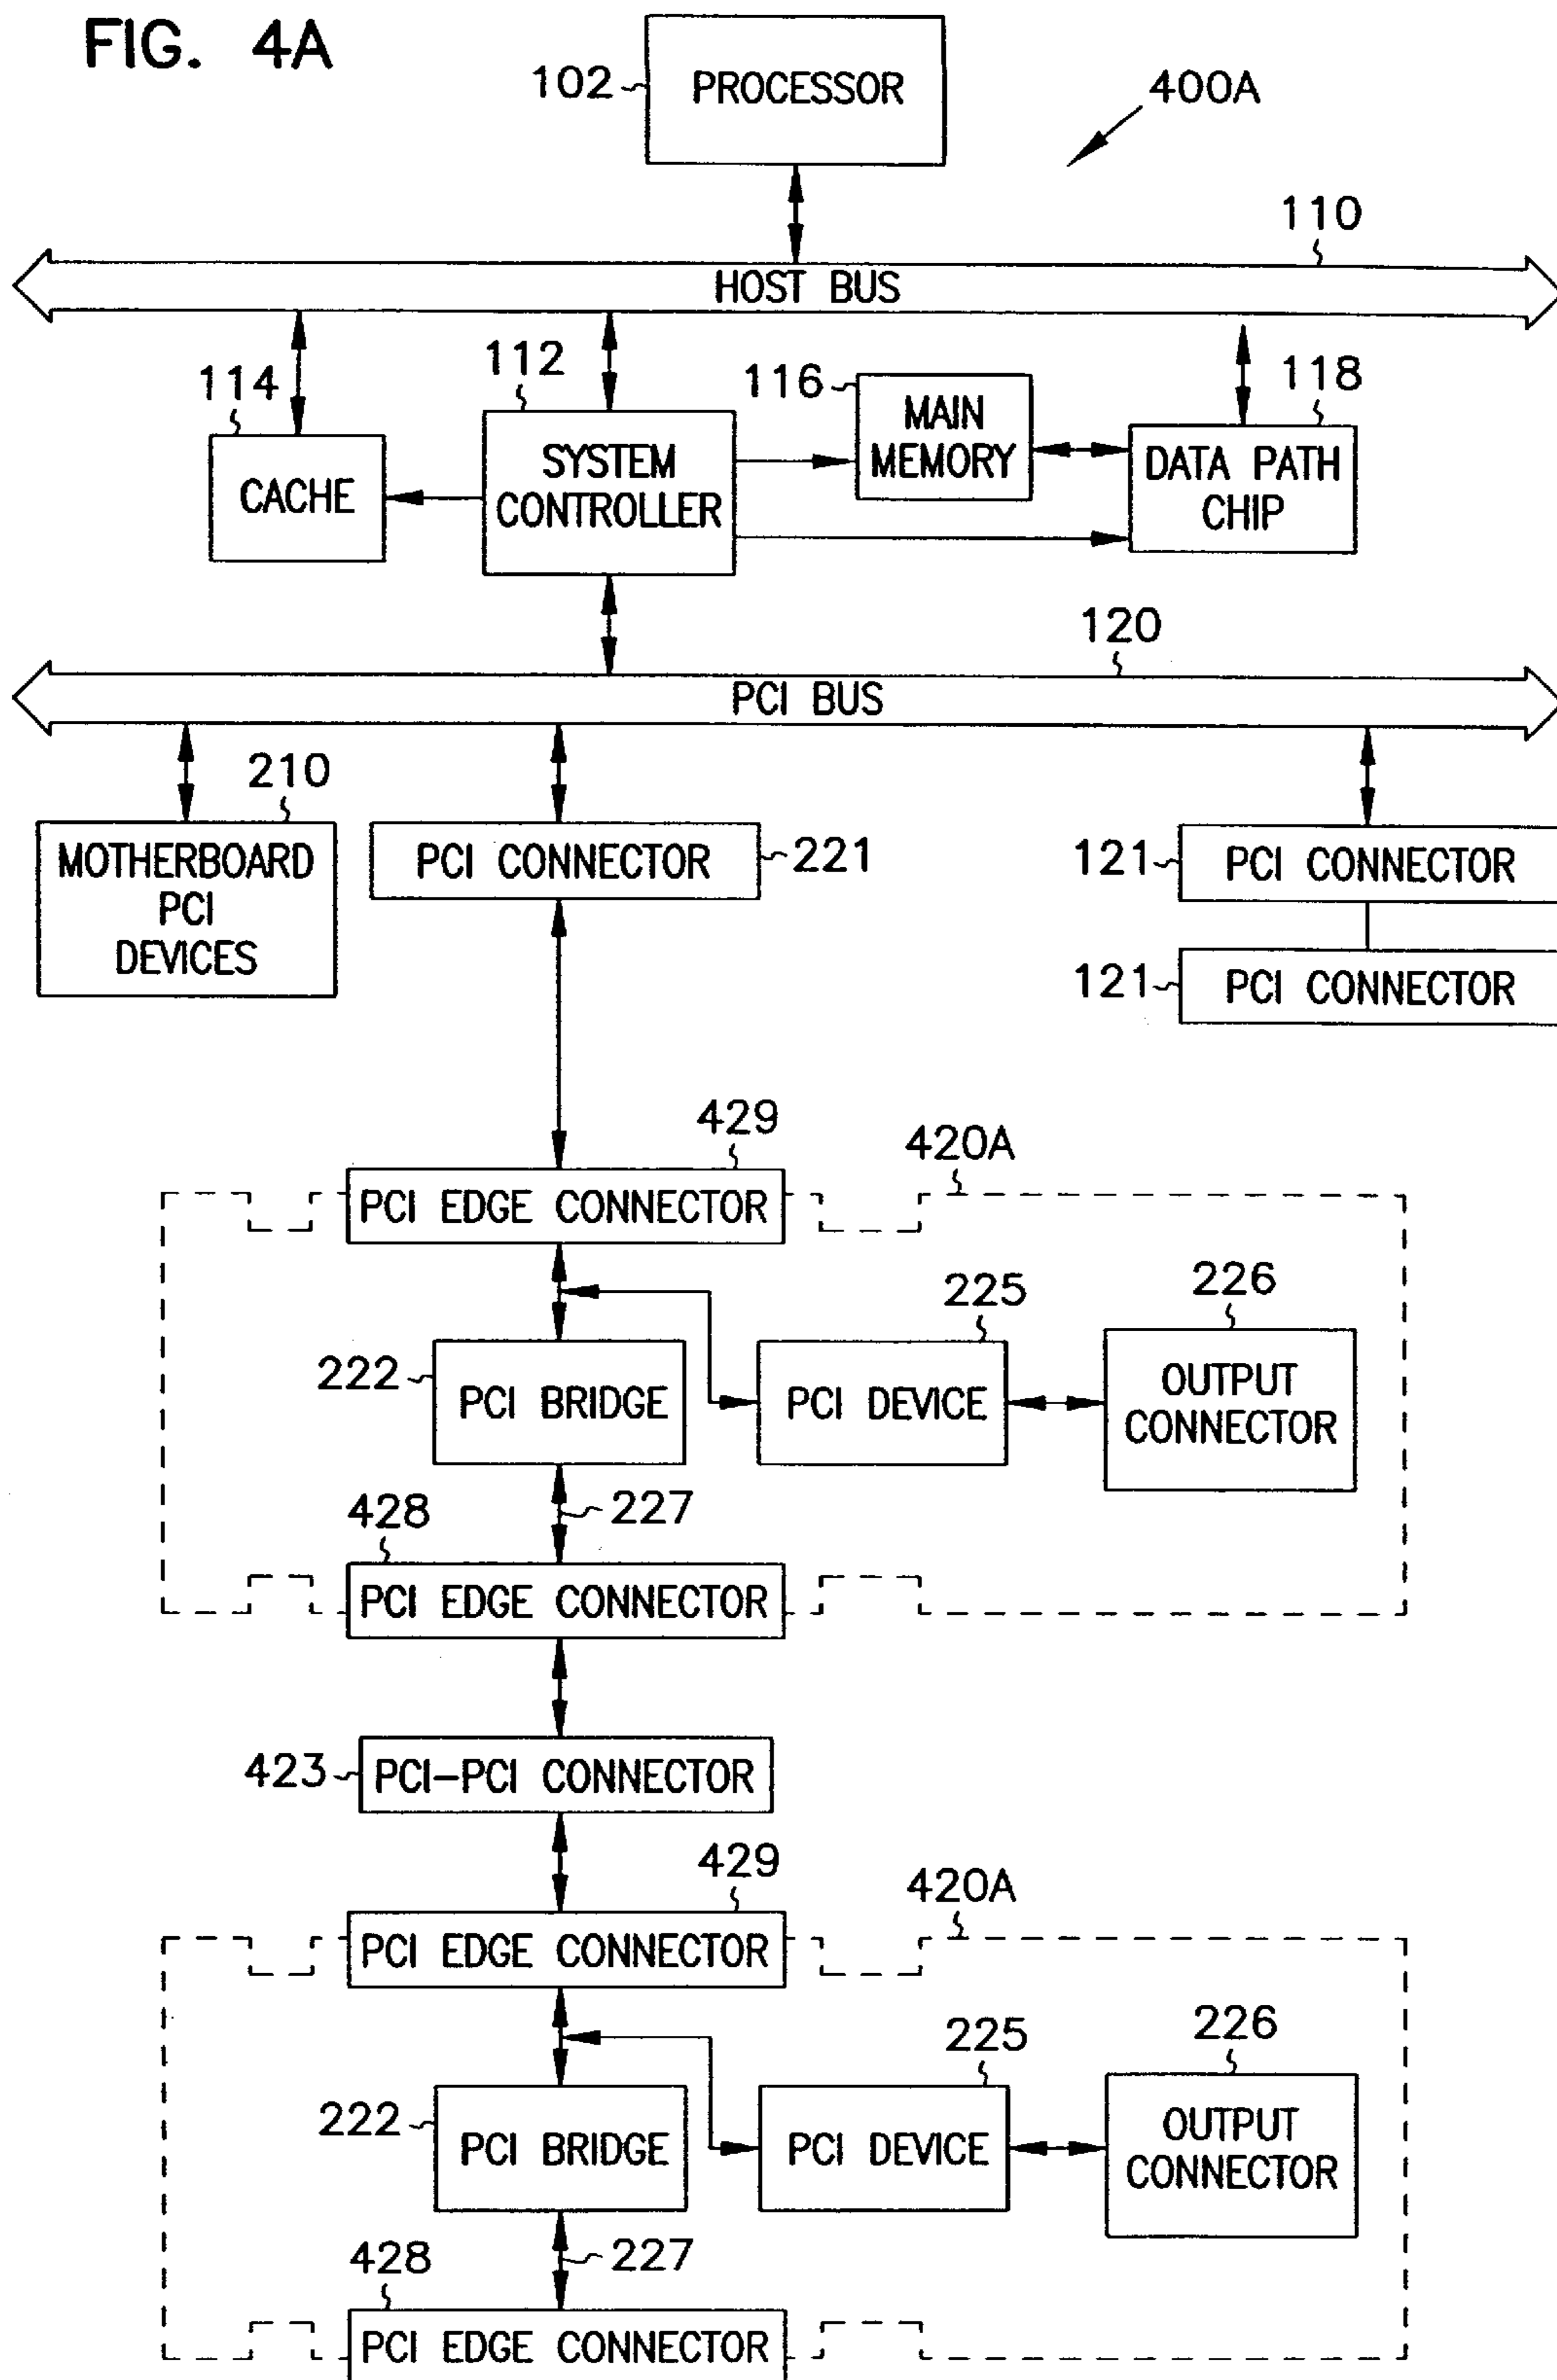 FIG. 4A
102
PROCESSOR
400A
110
HOST BUS
114
112
116
118
CACHE
SYSTEM
CONTROLLER
MAIN
MEMORY
DATA PATH
CHIP
120
PCI BUS
210
MOTHERBOARD
PCI
DEVICES
PCI CONNECTOR
221
121
PCI CONNECTOR
121
PCI CONNECTOR
429
420A
PCI EDGE CONNECTOR
222
PCI BRIDGE
225
PCI DEVICE
226
OUTPUT
CONNECTOR
428
227
PCI EDGE CONNECTOR
423
PCI-PCI CONNECTOR
429
420A
PCI EDGE CONNECTOR
222
PCI BRIDGE
225
PCI DEVICE
226
OUTPUT
CONNECTOR
428
227
PCI EDGE CONNECTOR